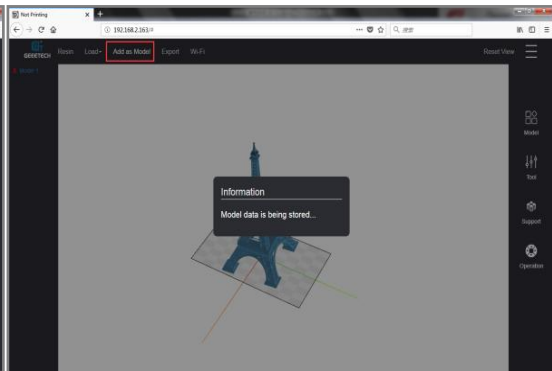 Net Printing
192.168.2.163/#
GEEETECH Resin Load Add as Model Export Wi-Fi Reset View
Model
Tool
Support
Operation
Information
Model data is being stored...